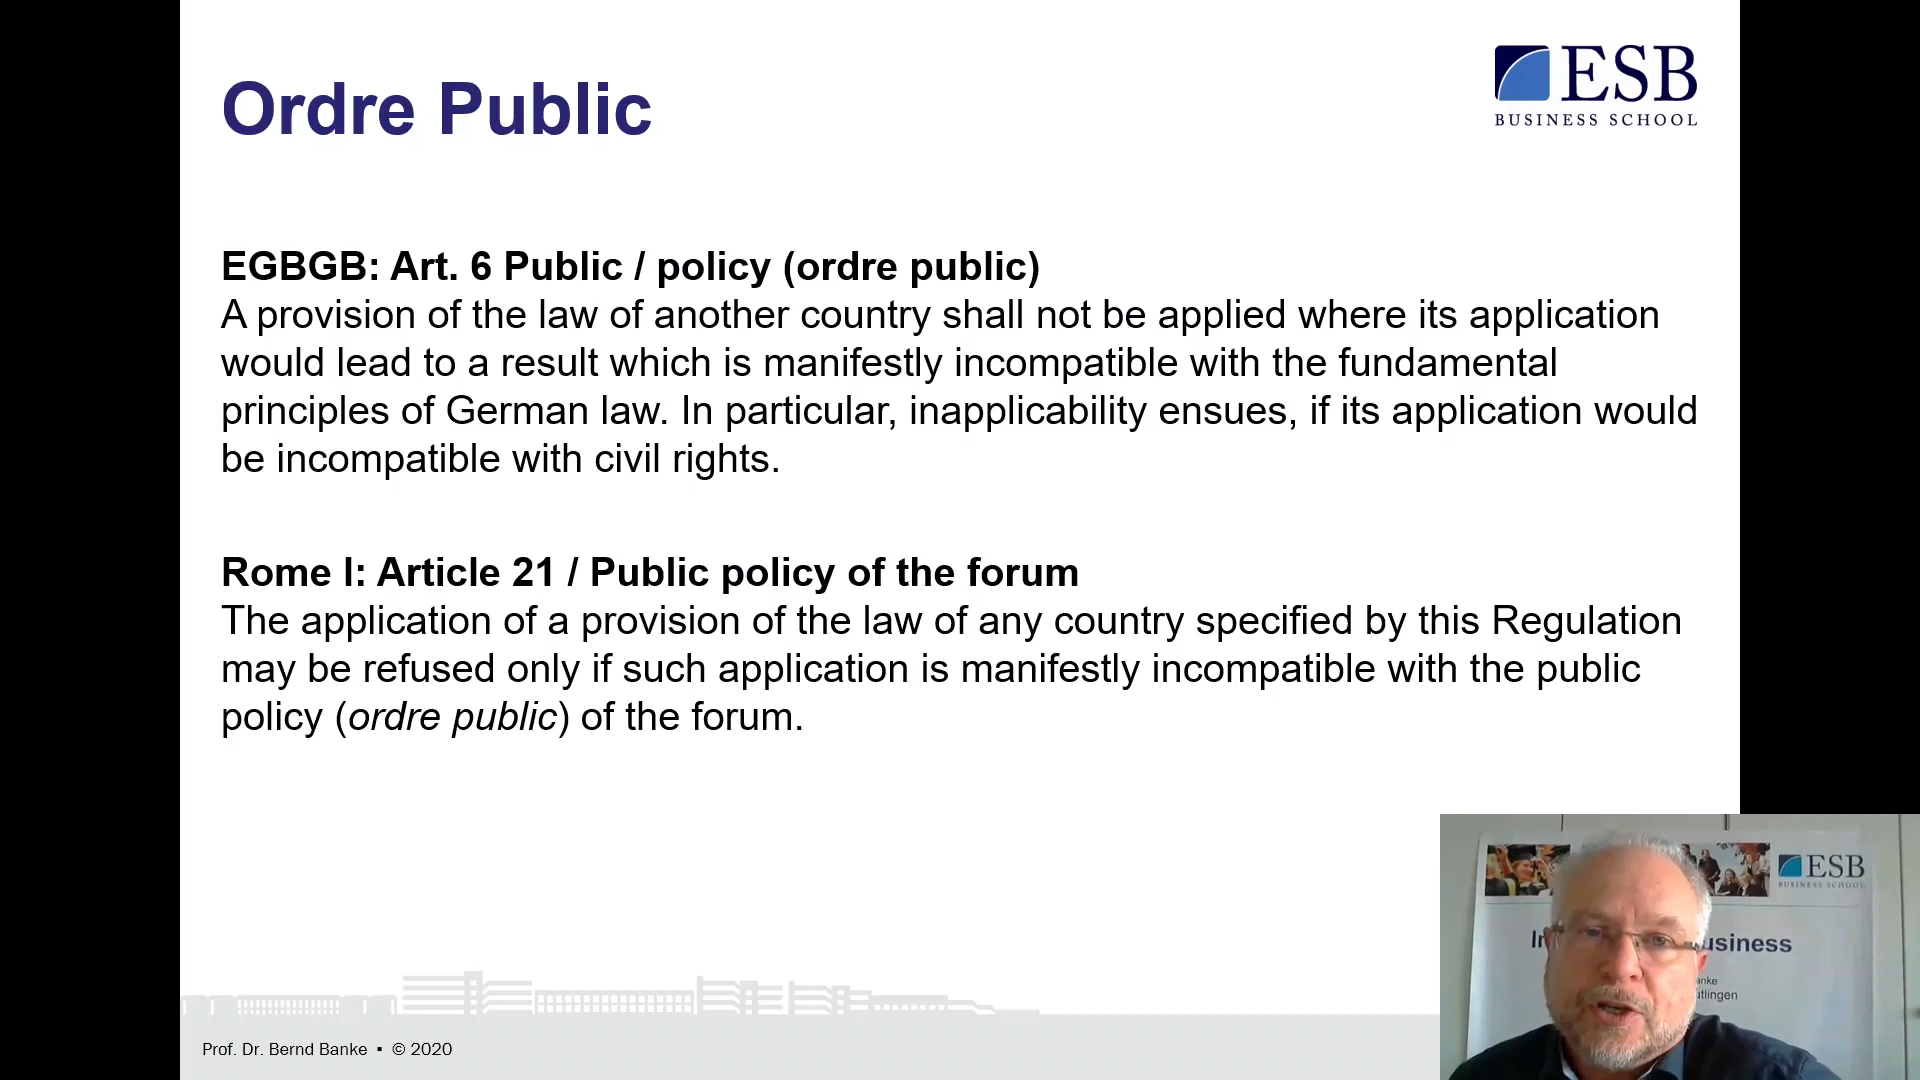 Ordre Public
ESB
BUSINESS SCHOOL
EGBGB: Art. 6 Public / policy (ordre public)
A provision of the law of another country shall not be applied where its application
would lead to a result which is manifestly incompatible with the fundamental
principles of German law. In particular, inapplicability ensues, if its application would
be incompatible with civil rights.
Rome I: Article 21 / Public policy of the forum
The application of a provision of the law of any country specified by this Regulation
may be refused only if such application is manifestly incompatible with the public
policy (ordre public) of the forum.
ESB
BUSINESS SCHOOL
Prof. Dr. Bernd Banke ▪ © 2020